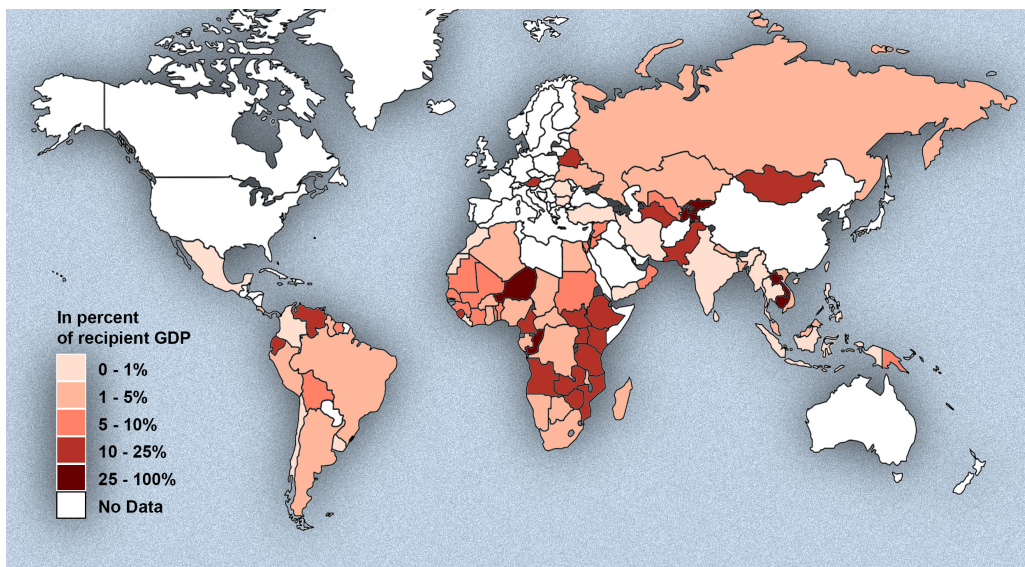 In percent
of recipient GDP
0 - 1%
1 - 5%
5 - 10%
10 - 25%
25 - 100%
No Data